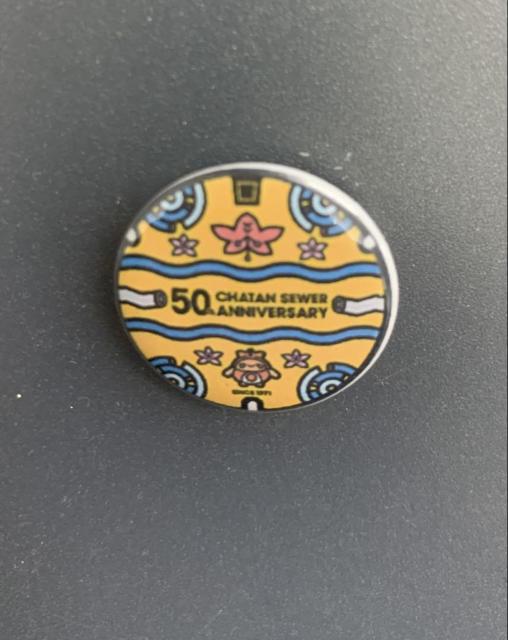 50th CHATAN SEWER
ANNIVERSARY
SINCE 1971